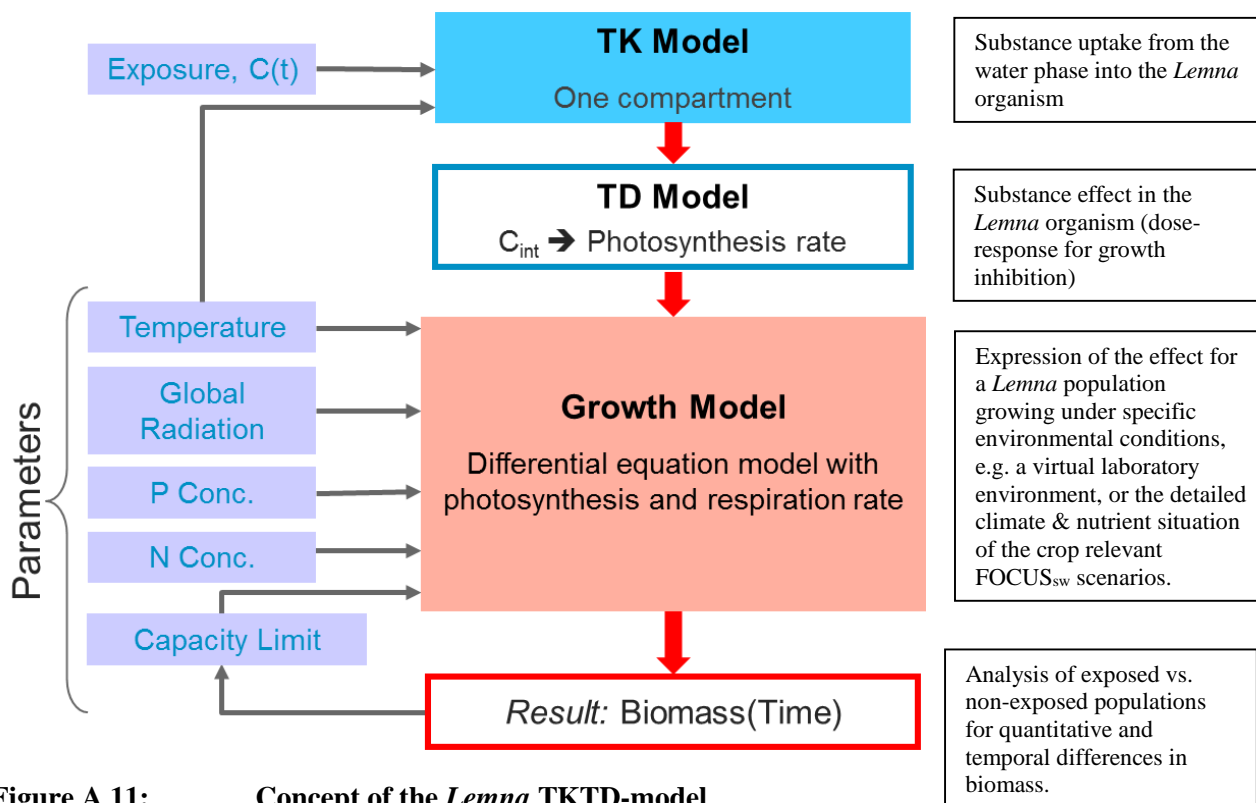 TK Model
One compartment
Exposure, C(t)
Substance uptake from the
water phase into the Lemna
organism
TD Model
Cint ➔ Photosynthesis rate
Substance effect in the
Lemna organism (dose-
response for growth
inhibition)
Parameters
Temperature
Global
Radiation
P Conc.
N Conc.
Capacity Limit
Growth Model
Differential equation model with
photosynthesis and respiration rate
Expression of the effect for
a Lemna population
growing under specific
environmental conditions,
e.g. a virtual laboratory
environment, or the detailed
climate & nutrient situation
of the crop relevant
FOCUSsw scenarios.
Result: Biomass(Time)
Analysis of exposed vs.
non-exposed populations
for quantitative and
temporal differences in
biomass.
Figure A 11: Concept of the Lemna TKTD-model